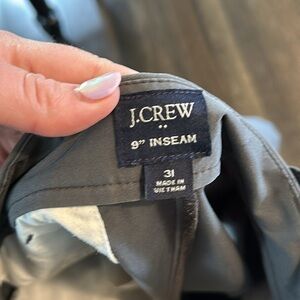 J.CREW
9" INSEAM
31
MADE IN
VIETNAM